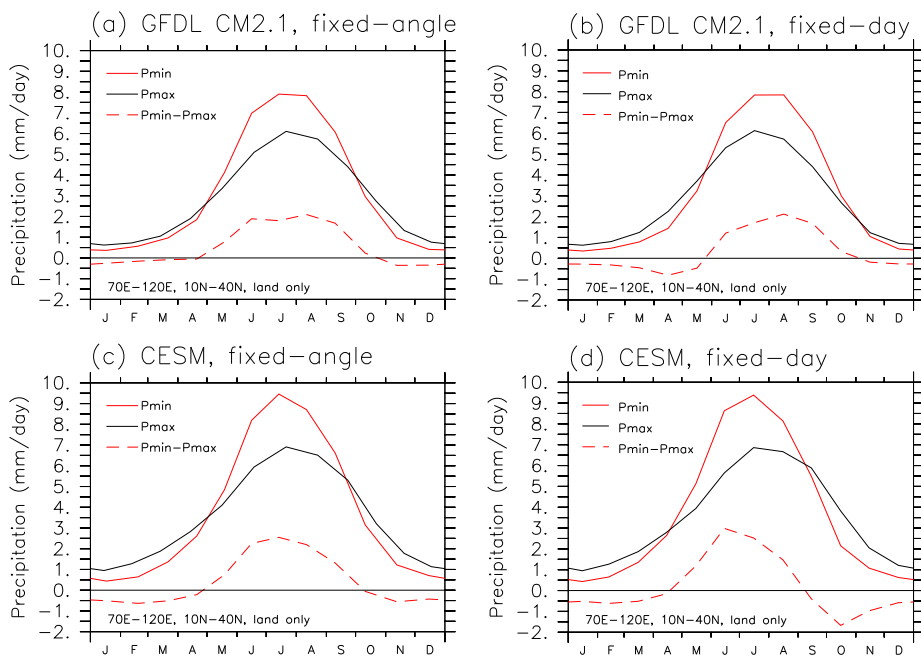 (a) GFDL CM2.1, fixed-angle
Precipitation (mm/day)
10.
9.
8.
7.
6.
5.
4.
3.
2.
1.
0.
-1.
-2.
Pmin
Pmax
Pmin-Pmax
70E-120E, 10N-40N, land only
J F M A M J J A S O N D
(b) GFDL CM2.1, fixed-day
Precipitation (mm/day)
10.
9.
8.
7.
6.
5.
4.
3.
2.
1.
0.
-1.
-2.
Pmin
Pmax
Pmin-Pmax
70E-120E, 10N-40N, land only
J F M A M J J A S O N D
(c) CESM, fixed-angle
Precipitation (mm/day)
10.
9.
8.
7.
6.
5.
4.
3.
2.
1.
0.
-1.
-2.
Pmin
Pmax
Pmin-Pmax
70E-120E, 10N-40N, land only
J F M A M J J A S O N D
(d) CESM, fixed-day
Precipitation (mm/day)
10.
9.
8.
7.
6.
5.
4.
3.
2.
1.
0.
-1.
-2.
Pmin
Pmax
Pmin-Pmax
70E-120E, 10N-40N, land only
J F M A M J J A S O N D